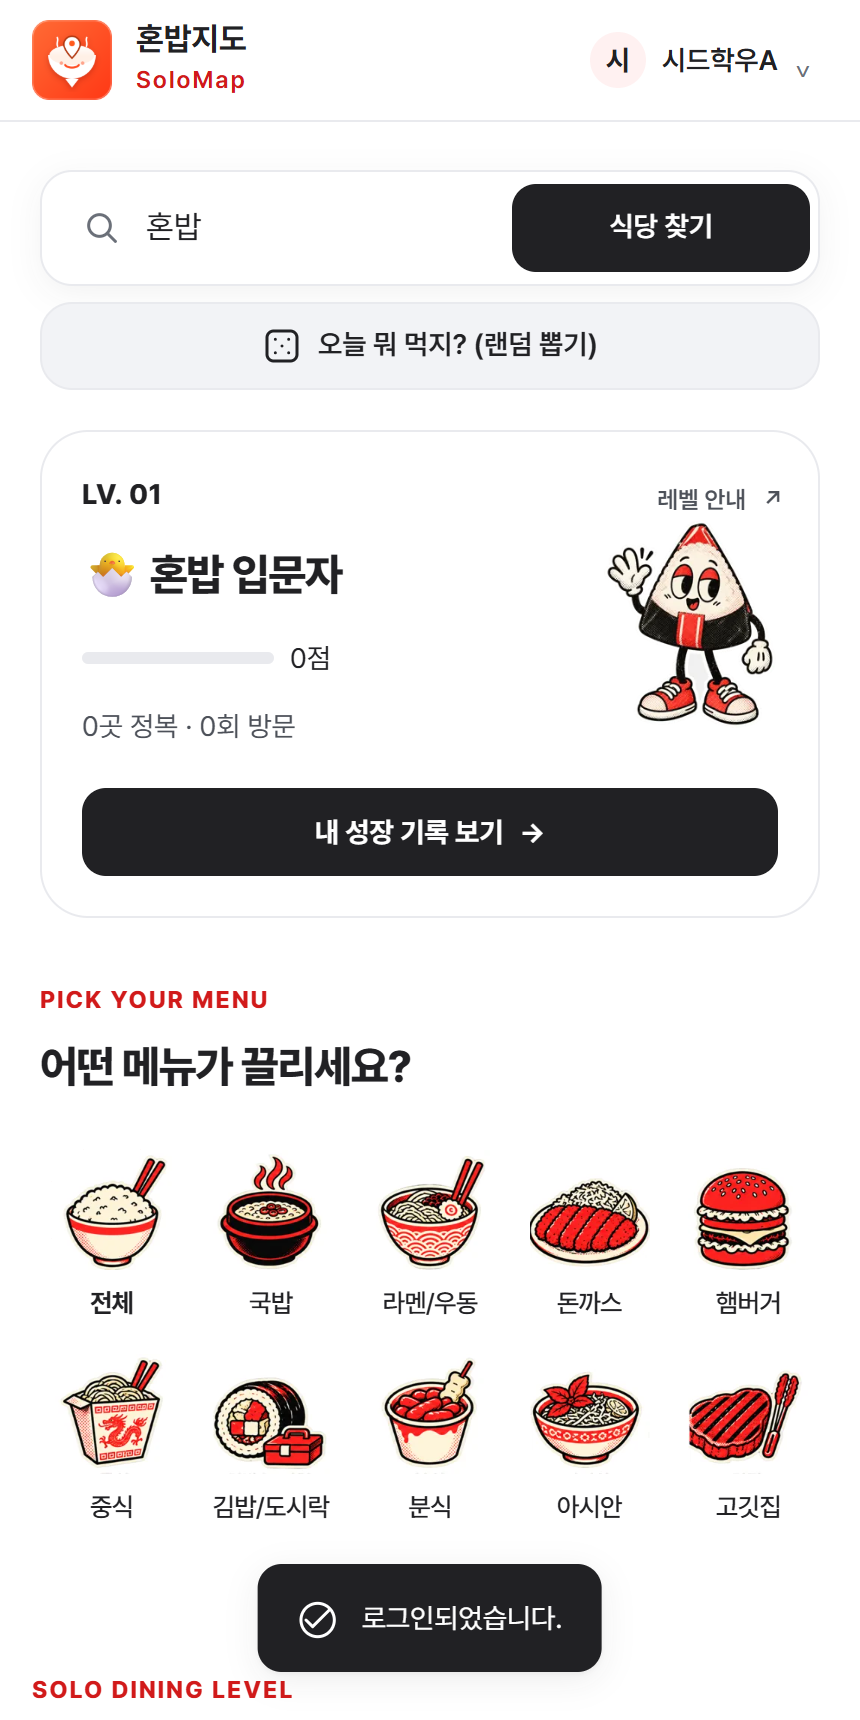 혼밥지도
SoloMap
시 시드학우A
혼밥
식당 찾기
오늘 뭐 먹지? (랜덤 뽑기)
LV. 01
레벨 안내 ↗
혼밥 입문자
0점
0곳 정복 · 0회 방문
내 성장 기록 보기 →
PICK YOUR MENU
어떤 메뉴가 끌리세요?
전체 국밥 라멘/우동 돈까스 햄버거
중식 김밥/도시락 분식 아시안 고깃집
로그인되었습니다.
SOLO DINING LEVEL